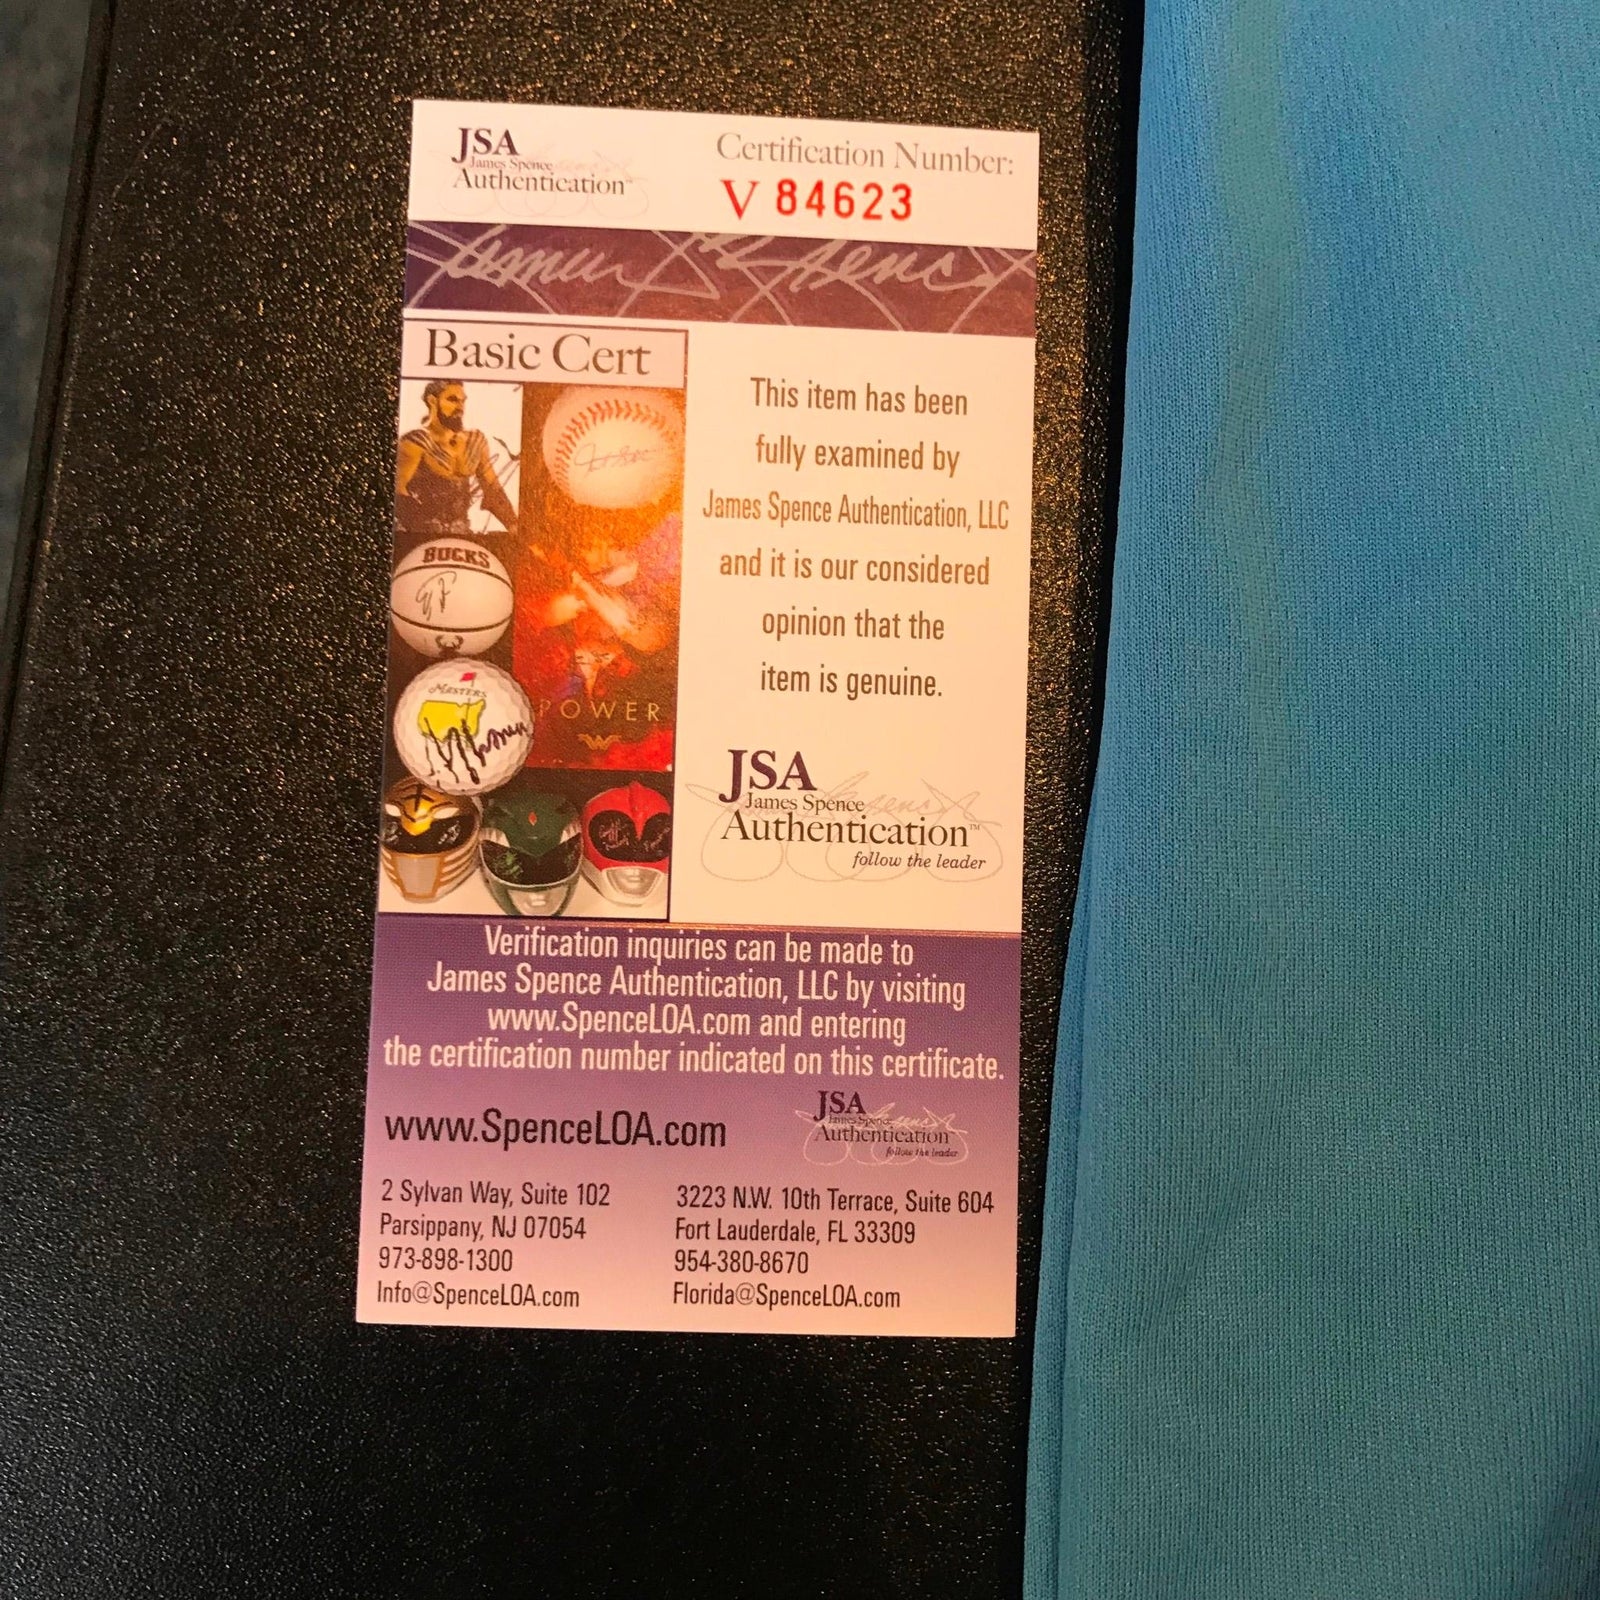 JSA
James Spence
Authentication™
Certification Number:
V 84623
James Spence
Basic Cert
BUCKS
MASTERS
POWER
This item has been
fully examined by
James Spence Authentication, LLC
and it is our considered
opinion that the
item is genuine.
JSA
James Spence
Authentication™
follow the leader
Verification inquiries can be made to
James Spence Authentication, LLC by visiting
www.SpenceLOA.com and entering
the certification number indicated on this certificate.
www.SpenceLOA.com
JSA
James Spence
Authentication
follow the leader
2 Sylvan Way, Suite 102
Parsippany, NJ 07054
973-898-1300
Info@SpenceLOA.com
3223 N.W. 10th Terrace, Suite 604
Fort Lauderdale, FL 33309
954-380-8670
Florida@SpenceLOA.com